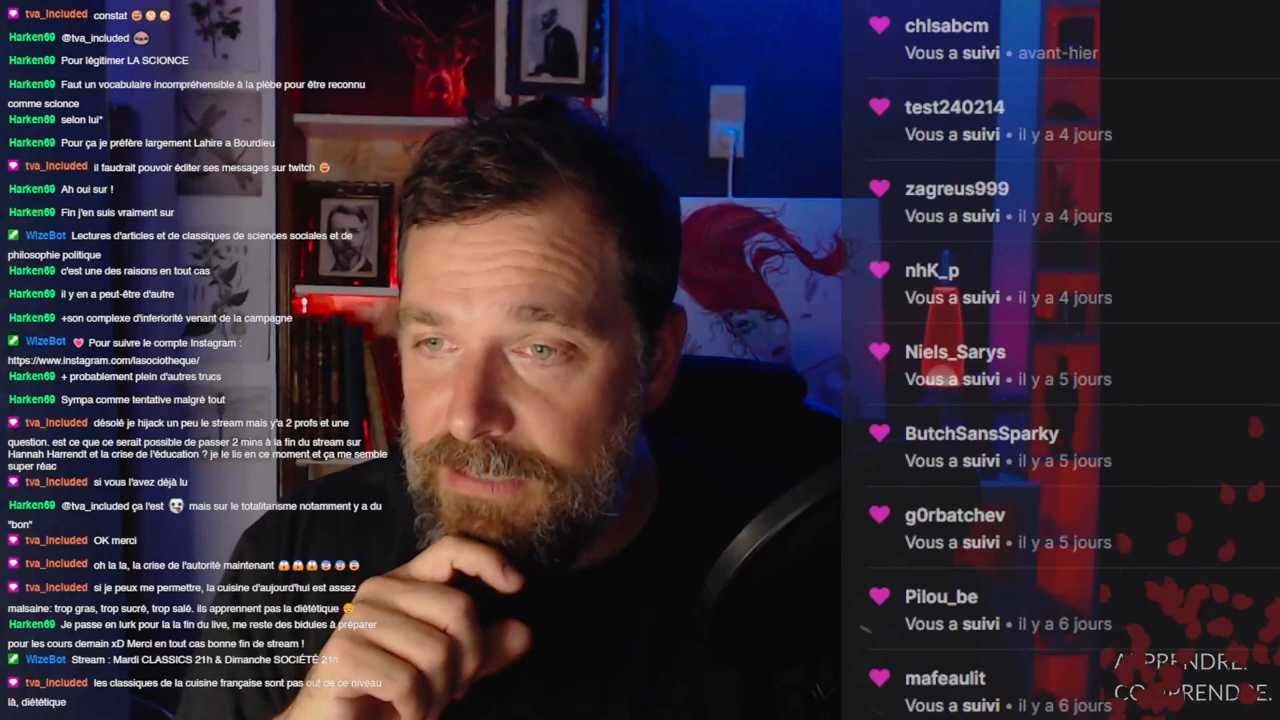 tva_included constat
Harken69 @tva_included
Harken69 Pour légitimer LA SCIONCE
Harken69 Faut un vocabulaire incompréhensible à la plèbe pour être reconnu
comme scionce
Harken69 selon lui*
Harken69 Pour ça je préfère largement Lahire a Bourdieu
tva_included il faudrait pouvoir éditer ses messages sur twitch
Harken69 Ah oui sur !
Harken69 Fin j'en suis vraiment sur
WizeBot Lectures d'articles et de classiques de sciences sociales et de
philosophie politique
Harken69 c'est une des raisons en tout cas
Harken69 il y en a peut-être d'autre
Harken69 +son complexe d'inferiorité venant de la campagne
WizeBot Pour suivre le compte Instagram :
https://www.instagram.com/lasociotheque/
Harken69 + probablement plein d'autres trucs
Harken69 Sympa comme tentative malgré tout
tva_included désolé je hijack un peu le stream mais y'a 2 profs et une
question. est ce que ce serait possible de passer 2 mins à la fin du stream sur
Hannah Harrendt et la crise de l'éducation ? je le lis en ce moment et ça me semble
super réac
tva_included si vous l'avez déjà lu
Harken69 @tva_included ça l'est mais sur le totalitarisme notamment y a du
"bon"
tva_included OK merci
tva_included oh la la, la crise de l'autorité maintenant
tva_included si je peux me permettre, la cuisine d'aujourd'hui est assez
malsaine: trop gras, trop sucré, trop salé. ils apprennent pas la diététique
Harken69 Je passe en lurk pour la la fin du live, me reste des bidules à préparer
pour les cours demain xD Merci en tout cas bonne fin de stream !
WizeBot Stream : Mardi CLASSICS 21h & Dimanche SOCIÉTÉ 21h
tva_included les classiques de la cuisine française sont pas ouf de ce niveau
là, diététique
chlsabcm
Vous a suivi • avant-hier
test240214
Vous a suivi • il y a 4 jours
zagreus999
Vous a suivi • il y a 4 jours
nhK_p
Vous a suivi • il y a 4 jours
Niels_Sarys
Vous a suivi • il y a 5 jours
ButchSansSparky
Vous a suivi • il y a 5 jours
g0rbatchev
Vous a suivi • il y a 5 jours
Pilou_be
Vous a suivi • il y a 6 jours
mafeaulit
Vous a suivi • il y a 6 jours
APPRENDRE.
COMPRENDRE.